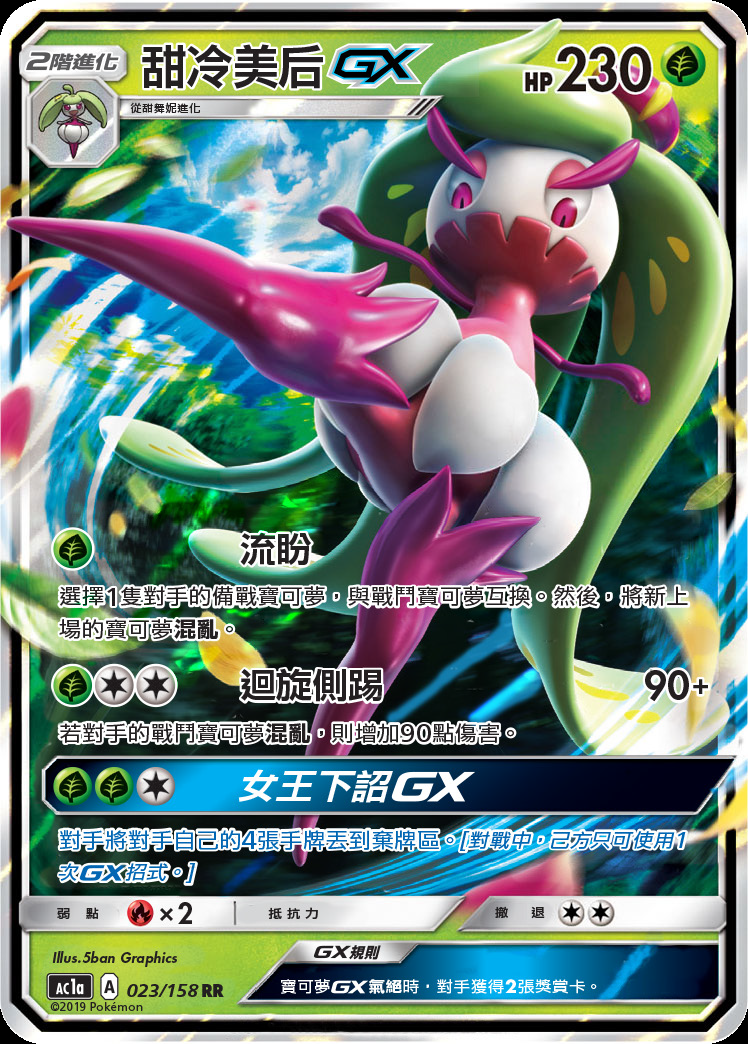 2階進化 甜冷美后GX HP230
從甜舞妮進化
流盼
選擇1隻對手的備戰寶可夢,與戰鬥寶可夢互換。然後,將新上
場的寶可夢混亂。
迴旋側踢 90+
若對手的戰鬥寶可夢混亂,則增加90點傷害。
女王下詔GX
對手將對手自己的4張手牌丟到棄牌區。[對戰中,己方只可使用1
次GX招式。]
弱點 ×2 抵抗力 撤退
Illus.5ban Graphics
GX規則
AC1a A 023/158 RR
寶可夢GX氣絕時,對手獲得2張獎賞卡。
©2019 Pokémon